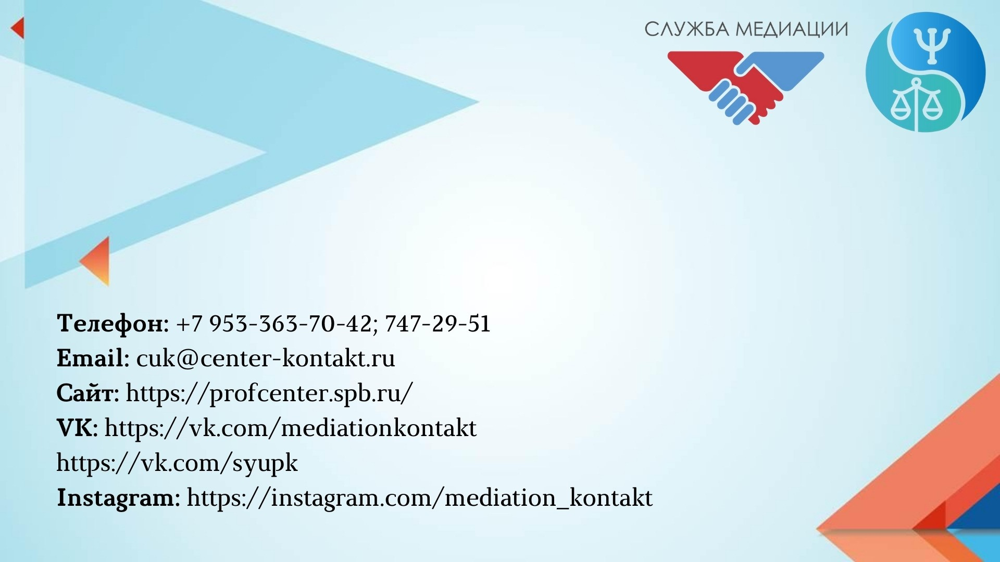 СЛУЖБА МЕДИАЦИИ
Телефон: +7 953-363-70-42; 747-29-51
Email: cuk@center-kontakt.ru
Сайт: https://profcenter.spb.ru/
VK: https://vk.com/mediationkontakt
https://vk.com/syupk
Instagram: https://instagram.com/mediation_kontakt